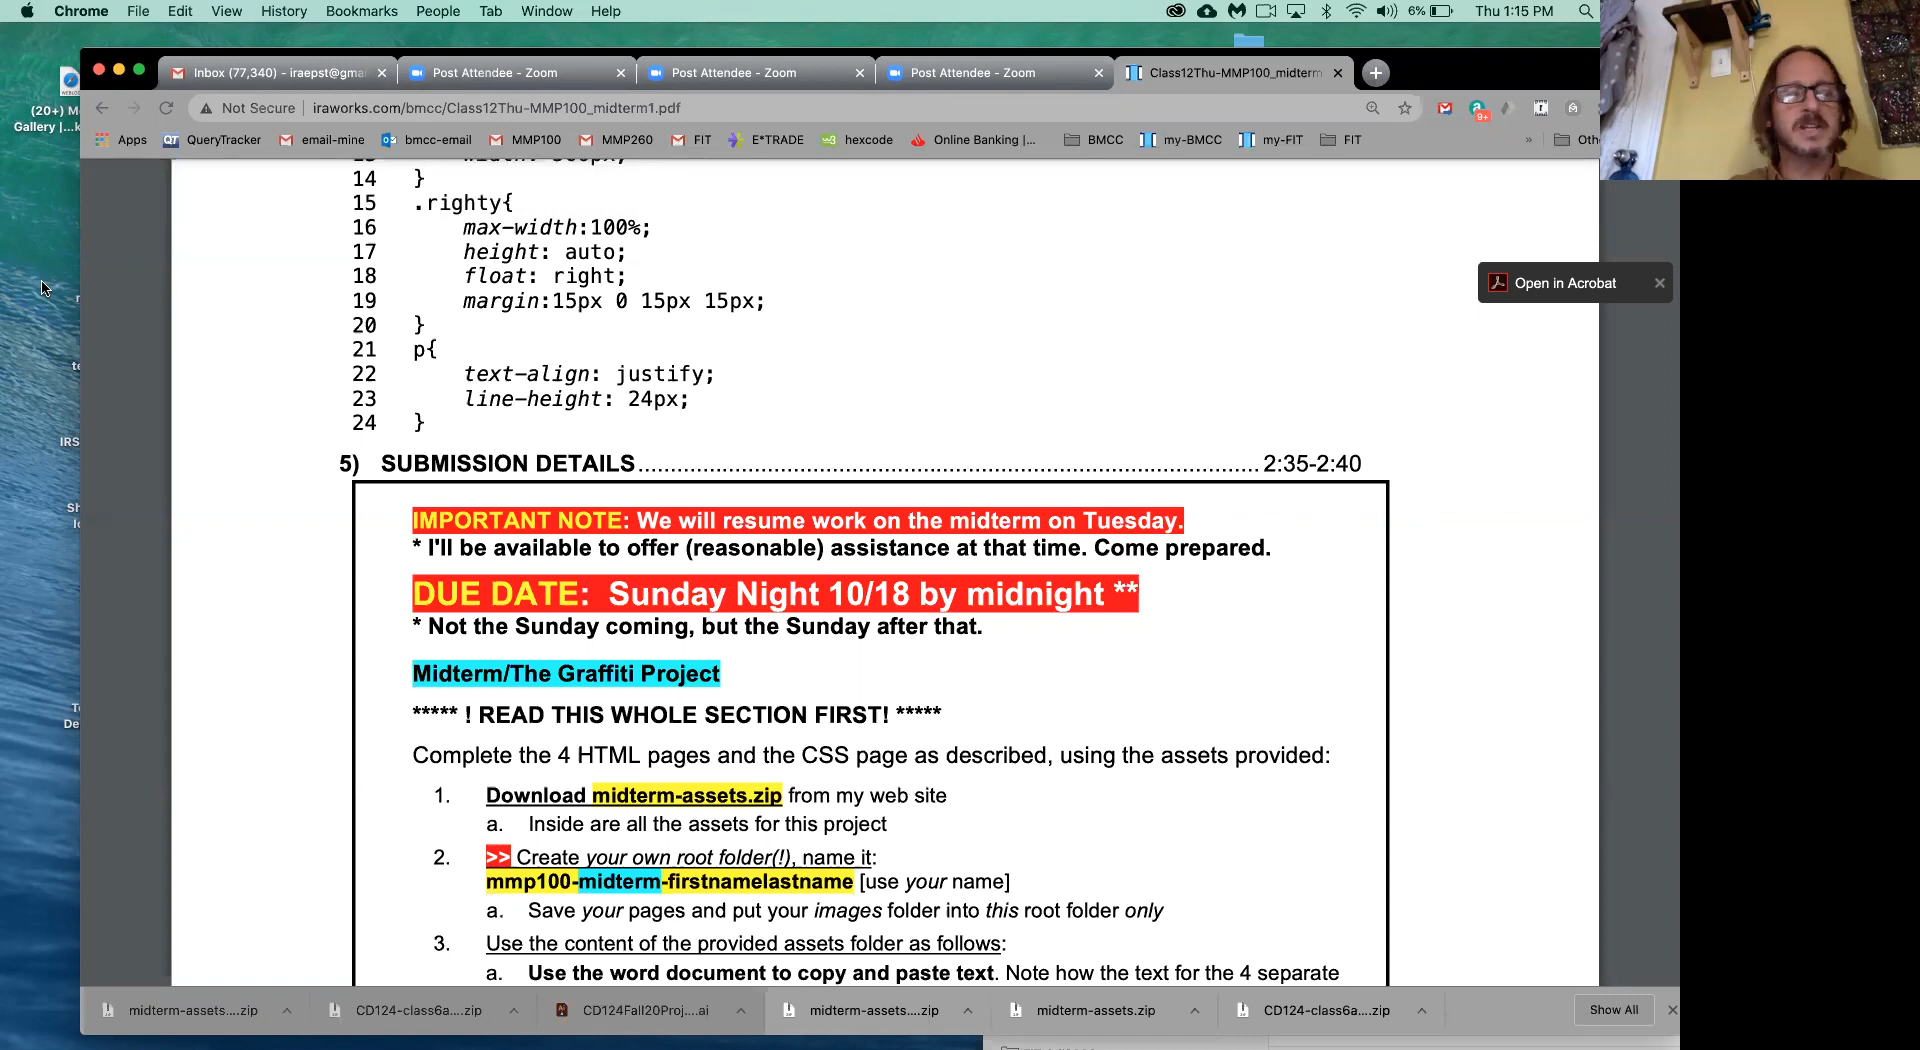 Chrome File Edit View History Bookmarks People Tab Window Help 6% Thu 1:15 PM
Inbox (77,340) - iraepst@gma Post Attendee - Zoom Post Attendee - Zoom Post Attendee - Zoom Class12Thu-MMP100_midterm
Not Secure iraworks.com/bmcc/Class12Thu-MMP100_midterm1.pdf 9+
Apps QueryTracker email-mine bmcc-email MMP100 MMP260 FIT E*TRADE hexcode Online Banking |... BMCC my-BMCC my-FIT FIT » Oth
(20+) M
Gallery |...k
IRS
14 }
15 .righty{
16 max-width:100%;
17 height: auto;
18 float: right;
19 margin:15px 0 15px 15px;
20 }
21 p{
22 text-align: justify;
23 line-height: 24px;
24 }
Open in Acrobat
5) SUBMISSION DETAILS 2:35-2:40
IMPORTANT NOTE: We will resume work on the midterm on Tuesday.
* I'll be available to offer (reasonable) assistance at that time. Come prepared.
DUE DATE: Sunday Night 10/18 by midnight **
* Not the Sunday coming, but the Sunday after that.
Midterm/The Graffiti Project
***** ! READ THIS WHOLE SECTION FIRST! *****
Complete the 4 HTML pages and the CSS page as described, using the assets provided:
1. Download midterm-assets.zip from my web site
a. Inside are all the assets for this project
2. >> Create your own root folder(!), name it:
mmp100-midterm-firstnamelastname [use your name]
a. Save your pages and put your images folder into this root folder only
3. Use the content of the provided assets folder as follows:
a. Use the word document to copy and paste text. Note how the text for the 4 separate
midterm-assets....zip CD124-class6a....zip CD124Fall20Proj....ai midterm-assets....zip midterm-assets.zip CD124-class6a....zip Show All